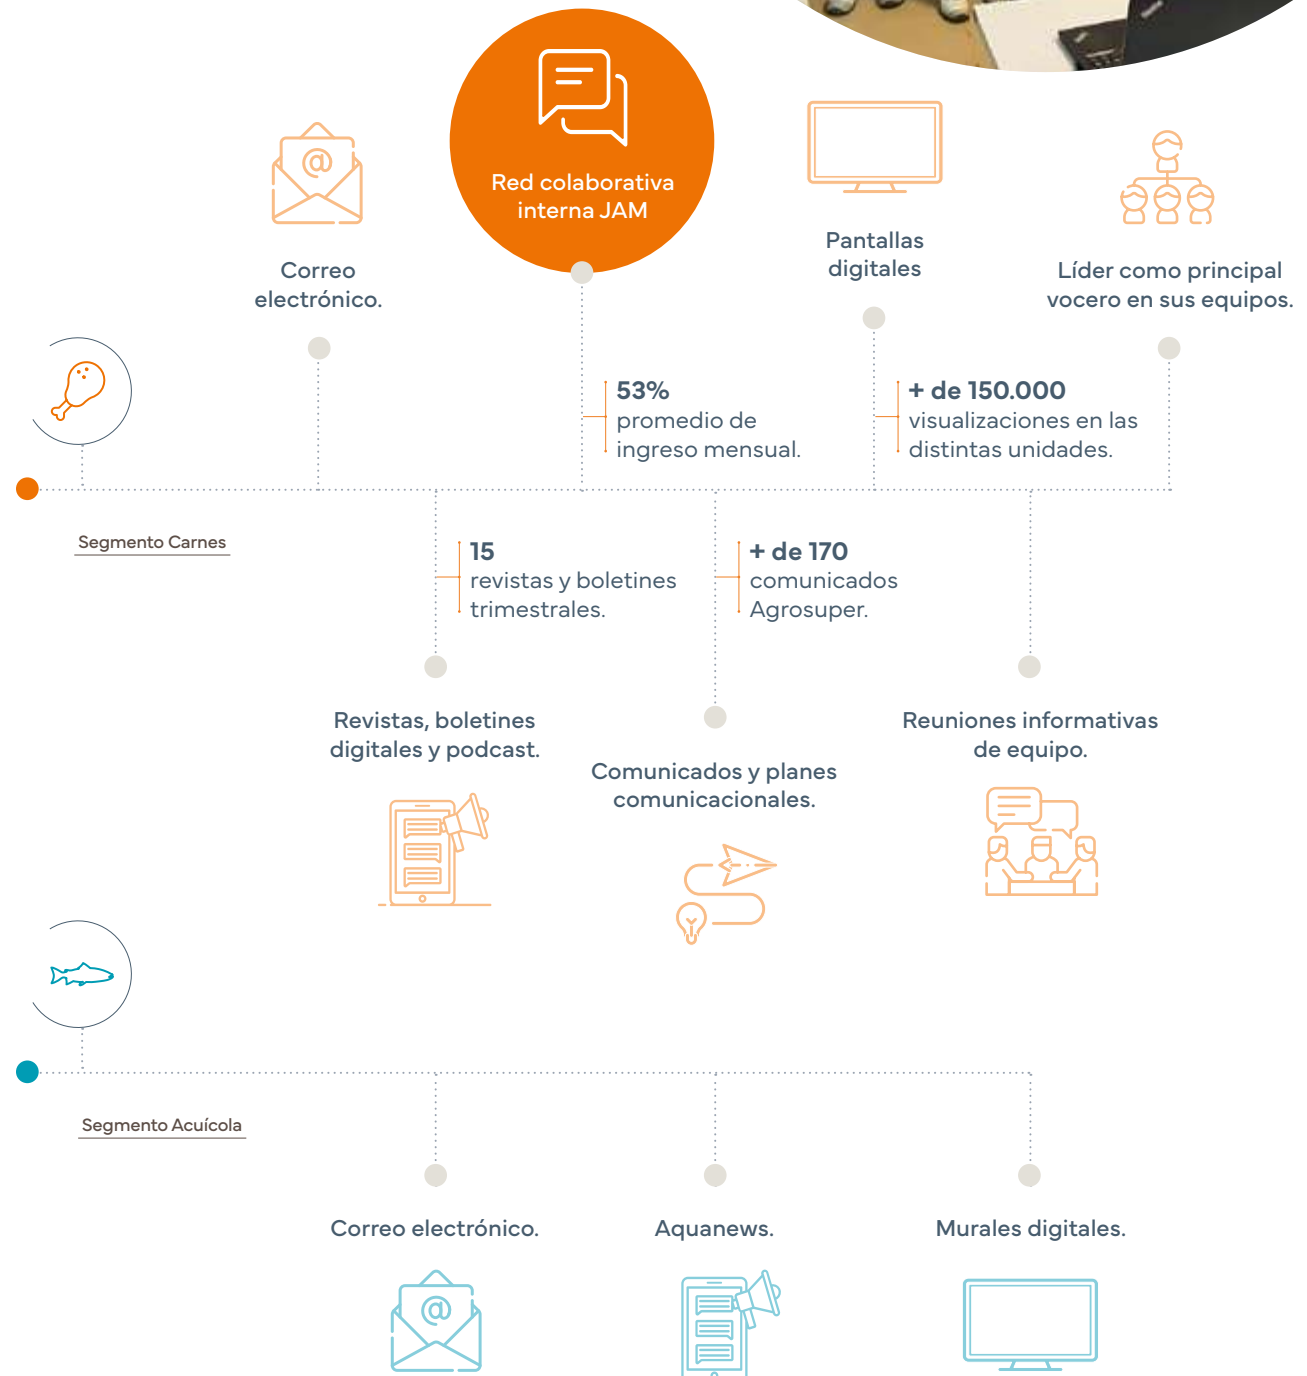 Red colaborativa
interna JAM
Correo
electrónico.
Pantallas
digitales
Líder como principal
vocero en sus equipos.
53%
promedio de
ingreso mensual.
+ de 150.000
visualizaciones en las
distintas unidades.
Segmento Carnes
15
revistas y boletines
trimestrales.
+ de 170
comunicados
Agrosuper.
Revistas, boletines
digitales y podcast.
Comunicados y planes
comunicacionales.
Reuniones informativas
de equipo.
Segmento Acuícola
Correo electrónico.
Aquanews.
Murales digitales.